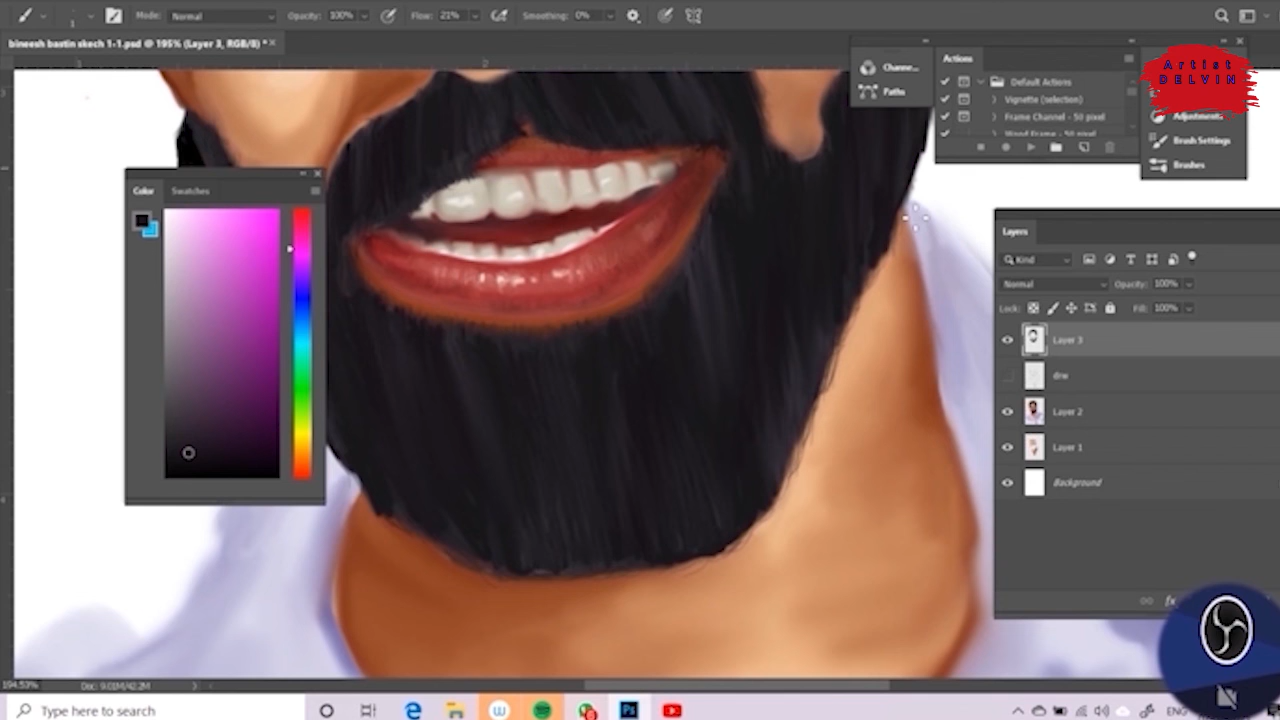 Mode: Normal Opacity: 100% Flow: 21% Smoothing: 0%
bineesh bastin skech 1-1.psd @ 195% (Layer 3, RGB/8) * ×
Channe...
Paths
Actions
Default Actions
Vignette (selection)
Frame Channel - 50 pixel
Wood Frame - 50 pixel
Artist
DELVIN
Adjustments
Brush Settings
Brushes
Color Swatches
Layers
Kind
Normal Opacity: 100%
Lock: Fill: 100%
Layer 3
drw
Layer 2
Layer 1
Background
fx
194.53% Doc: 9.01M/42.2M
Type here to search
Ps
ENG